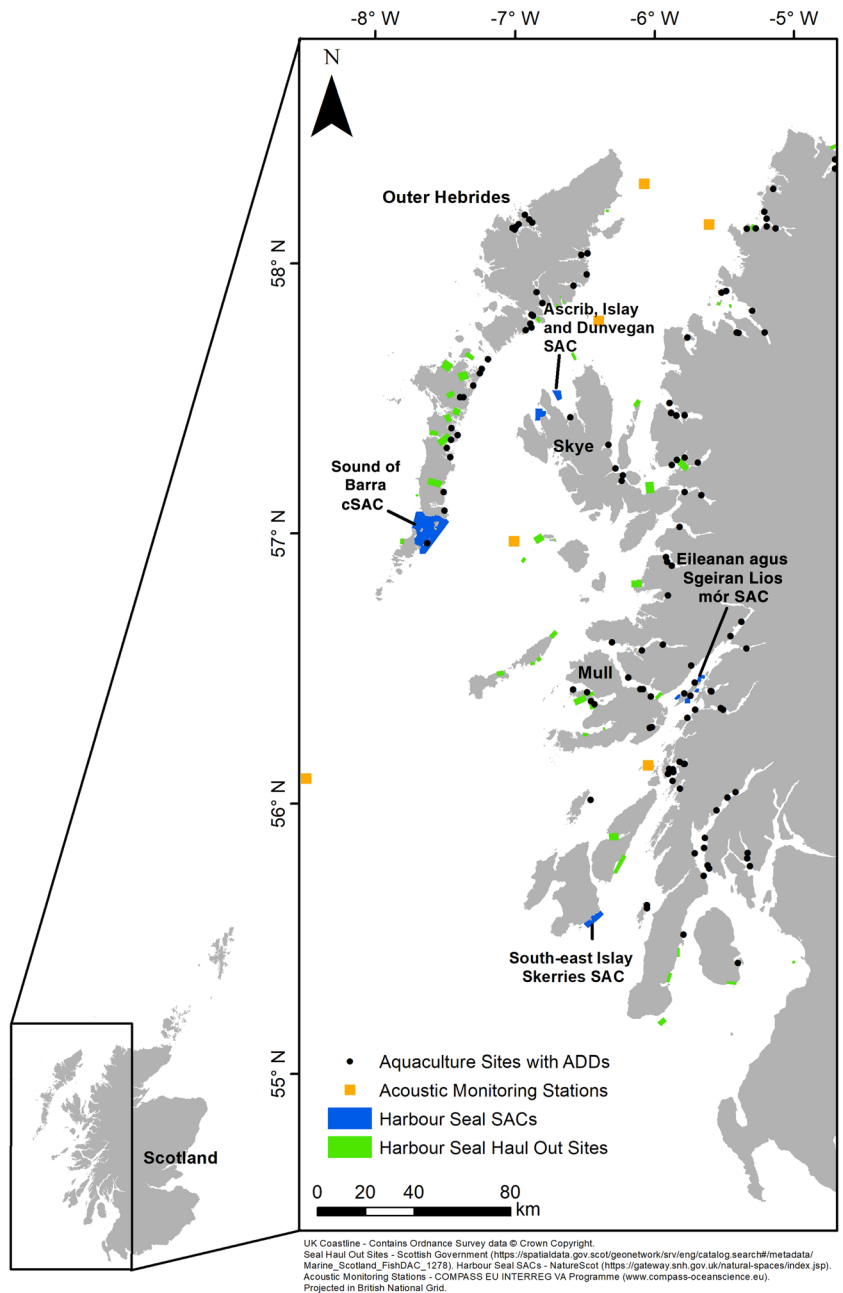 -8° W -7° W -6° W -5° W
N
Outer Hebrides
58° N
Ascrib, Islay
and Dunvegan
SAC
Skye
Sound of
Barra
cSAC
57° N
Eileanan agus
Sgeiran Lios
mór SAC
Mull
56° N
South-east Islay
Skerries SAC
55° N
Aquaculture Sites with ADDs
Acoustic Monitoring Stations
Harbour Seal SACs
Harbour Seal Haul Out Sites
Scotland
0 20 40 80
km
UK Coastline - Contains Ordnance Survey data © Crown Copyright.
Seal Haul Out Sites - Scottish Government (https://spatialdata.gov.scot/geonetwork/srv/eng/catalog.search#/metadata/
Marine_Scotland_FishDAC_1278). Harbour Seal SACs - NatureScot (https://gateway.snh.gov.uk/natural-spaces/index.jsp).
Acoustic Monitoring Stations - COMPASS EU INTERREG VA Programme (www.compass-oceanscience.eu).
Projected in British National Grid.